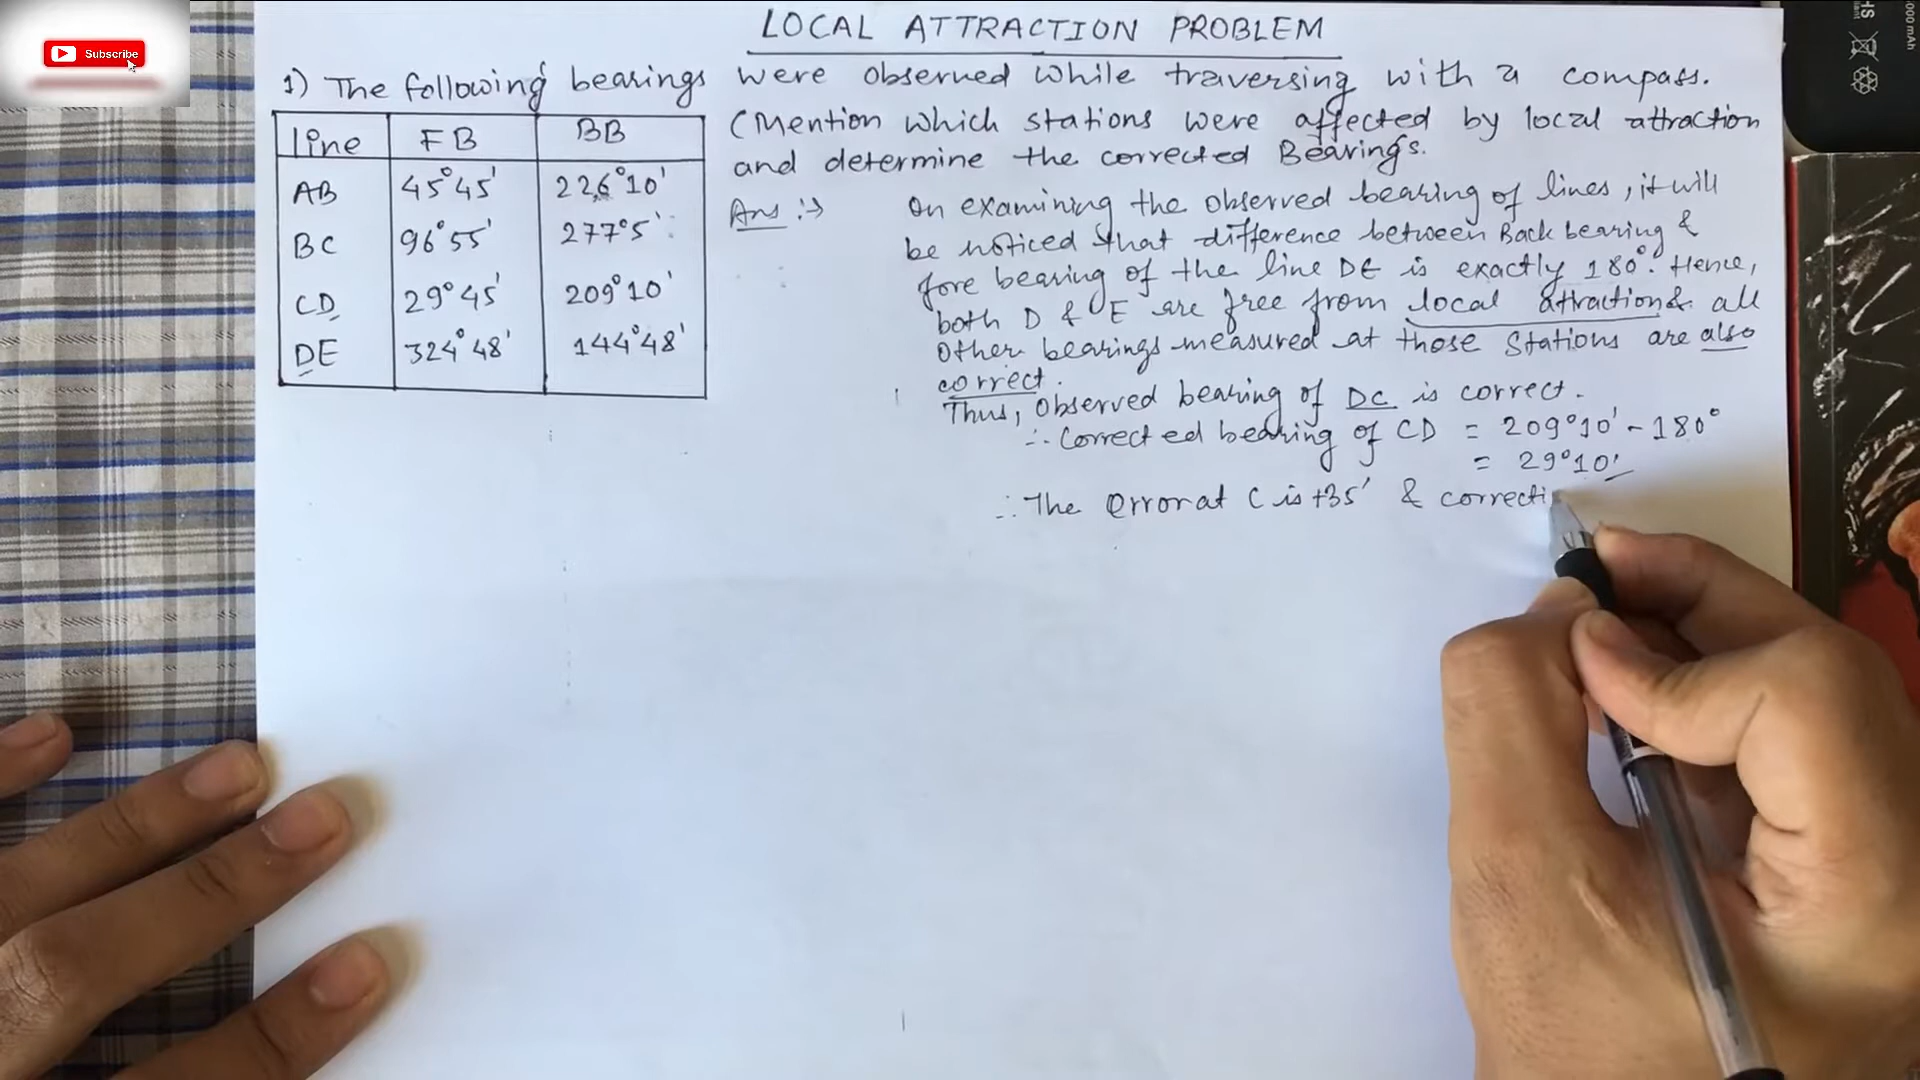 Subscribe
LOCAL ATTRACTION PROBLEM
1) The following bearings were observed while traversing with a compass.
(Mention which stations were affected by local attraction
and determine the corrected Bearings.
line FB BB
AB 45°45' 226°10'
BC 96°55' 277°5'
CD 29°45' 209°10'
DE 324°48' 144°48'
Ans :→ On examining the observed bearing of lines, it will
be noticed that difference between Back bearing &
fore bearing of the line DE is exactly 180°. Hence,
both D & E are free from local attraction & all
Other bearings measured at those stations are also
correct.
Thus, Observed bearing of DC is correct.
∴ Corrected bearing of CD = 209°10' - 180°
= 29°10'
∴ The error at C is +35' & correcti
HS
000 mAh